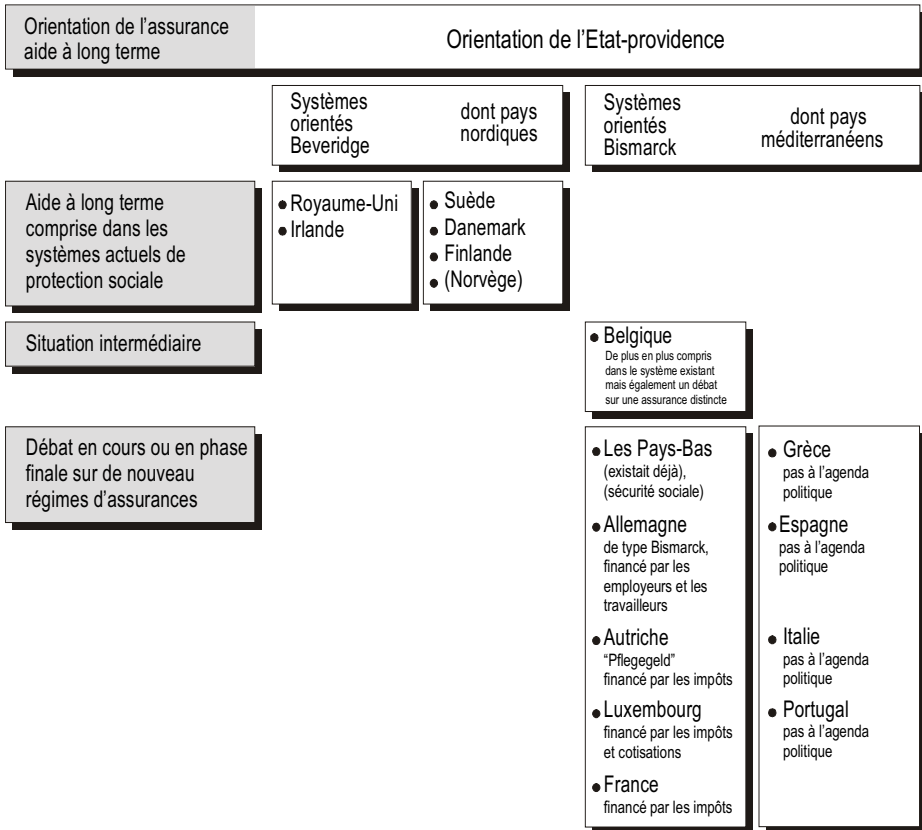 Orientation de l'assurance
aide à long terme
Orientation de l'Etat-providence
Systèmes
orientés
Beveridge
dont pays
nordiques
Systèmes
orientés
Bismarck
dont pays
méditerranéens
Aide à long terme
comprise dans les
systèmes actuels de
protection sociale
• Royaume-Uni
• Irlande
• Suède
• Danemark
• Finlande
• (Norvège)
Situation intermédiaire
• Belgique
De plus en plus compris
dans le système existant
mais également un débat
sur une assurance distincte
Débat en cours ou en phase
finale sur de nouveau
régimes d'assurances
• Les Pays-Bas
(existait déjà),
(sécurité sociale)
• Allemagne
de type Bismarck,
financé par les
employeurs et les
travailleurs
• Autriche
“Pflegegeld”
financé par les impôts
• Luxembourg
financé par les impôts
et cotisations
• France
financé par les impôts
• Grèce
pas à l'agenda
politique
• Espagne
pas à l'agenda
politique
• Italie
pas à l'agenda
politique
• Portugal
pas à l'agenda
politique